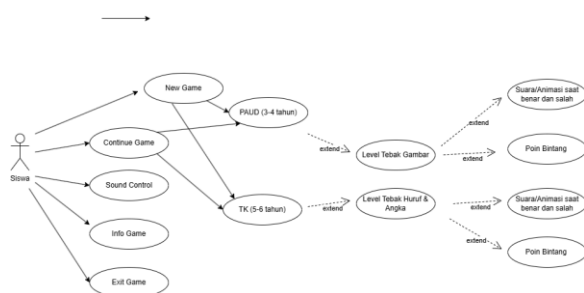 New Game
PAUD (3-4 tahun)
Continue Game
Siswa
Sound Control
TK (5-6 tahun)
Info Game
Exit Game
extend
Level Tebak Gambar
extend
Level Tebak Huruf &
Angka
extend
Suara/Animasi saat
benar dan salah
extend
Poin Bintang
extend
Suara/Animasi saat
benar dan salah
extend
Poin Bintang